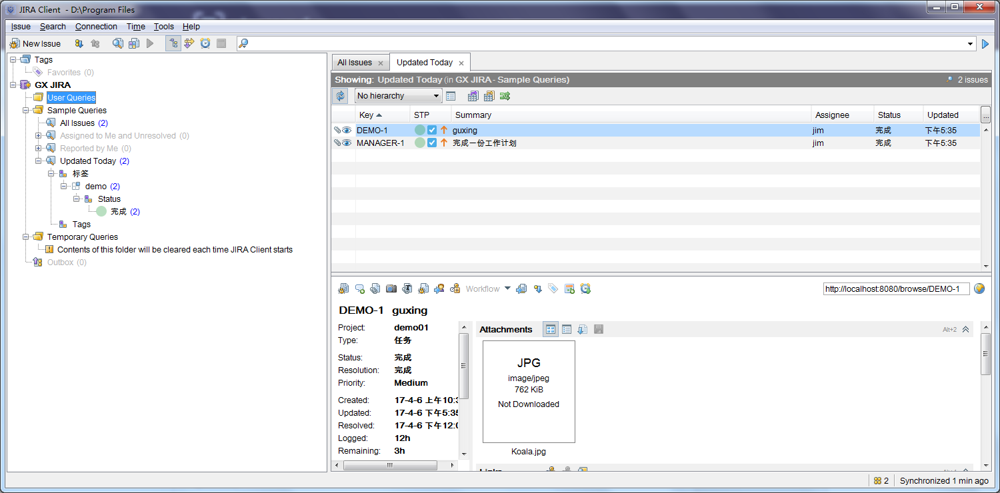 JIRA Client - D:\Program Files
Issue Search Connection Time Tools Help
New Issue
Tags
Favorites (0)
GX JIRA
User Queries
Sample Queries
All Issues (2)
Assigned to Me and Unresolved (0)
Reported by Me (0)
Updated Today (2)
标签
demo (2)
Status
完成 (2)
Tags
Temporary Queries
Contents of this folder will be cleared each time JIRA Client starts
Outbox (0)
All Issues Updated Today
Showing: Updated Today (in GX JIRA - Sample Queries) 2 issues
No hierarchy
Key STP Summary Assignee Status Updated ...
DEMO-1 guxing jim 完成 下午5:35
MANAGER-1 完成一份工作计划 jim 完成 下午5:35
Workflow http://localhost:8080/browse/DEMO-1
DEMO-1 guxing
Project: demo01
Type: 任务
Status: 完成
Resolution: 完成
Priority: Medium
Created: 17-4-6 上午10:3
Updated: 17-4-6 下午5:35
Resolved: 17-4-6 下午12:0
Logged: 12h
Remaining: 3h
Attachments Alt+2
JPG
image/jpeg
762 KiB
Not Downloaded
Koala.jpg
Links
2 Synchronized 1 min ago